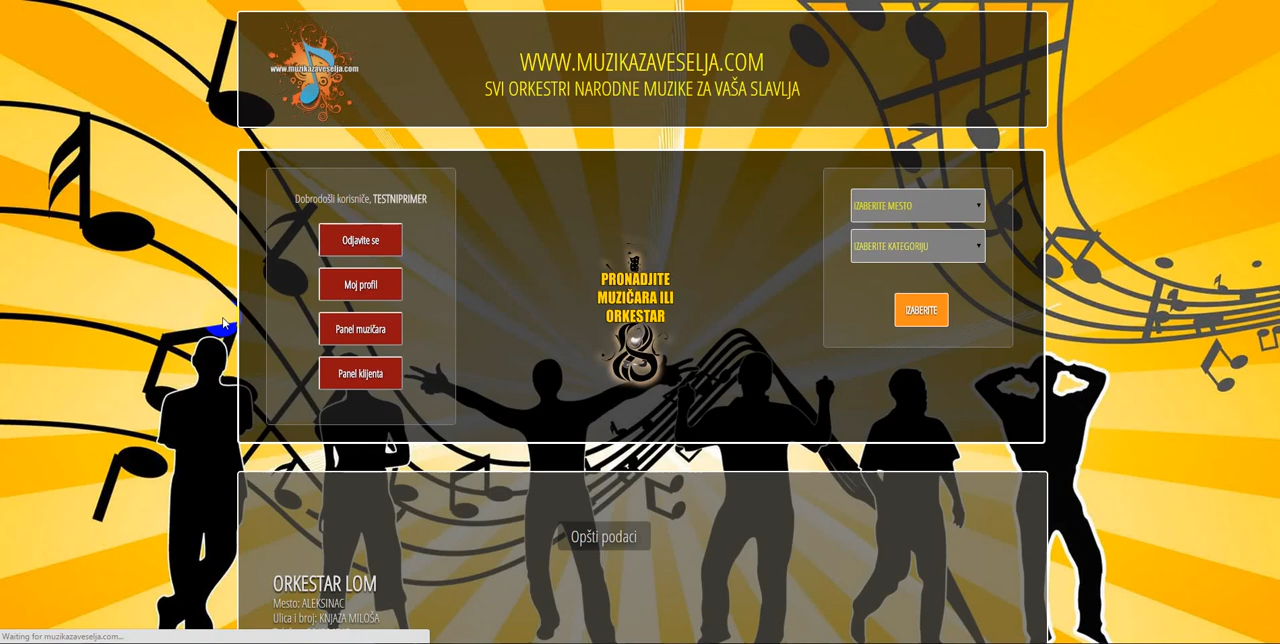 www.muzikazaveselja.com
WWW.MUZIKAZAVESELJA.COM
SVI ORKESTRI NARODNE MUZIKE ZA VAŠA SLAVLJA
Dobrodošli korisniče, TESTNIPRIMER
Odjavite se
Moj profil
Panel muzičara
Panel klijenta
PRONADJITE
MUZIČARA ILI
ORKESTAR
IZABERITE MESTO
IZABERITE KATEGORIJU
IZABERITE
Opšti podaci
ORKESTAR LOM
Mesto: ALEKSINAC
Ulica i broj: KNJAZA MILOŠA
Waiting for muzikazaveselja.com...